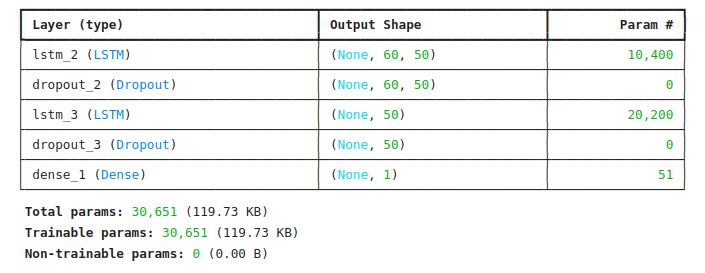 Layer (type) Output Shape Param #
lstm_2 (LSTM) (None, 60, 50) 10,400
dropout_2 (Dropout) (None, 60, 50) 0
lstm_3 (LSTM) (None, 50) 20,200
dropout_3 (Dropout) (None, 50) 0
dense_1 (Dense) (None, 1) 51
Total params: 30,651 (119.73 KB)
Trainable params: 30,651 (119.73 KB)
Non-trainable params: 0 (0.00 B)